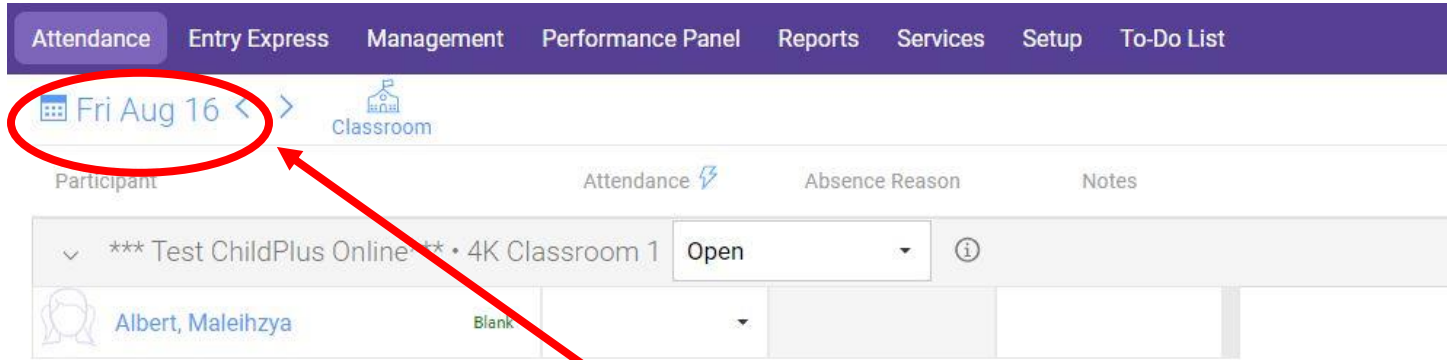 Attendance Entry Express Management Performance Panel Reports Services Setup To-Do List
Fri Aug 16 < >
Classroom
Participant Attendance Absence Reason Notes
*** Test ChildPlus Online*** • 4K Classroom 1 Open
Albert, Maleihzya Blank